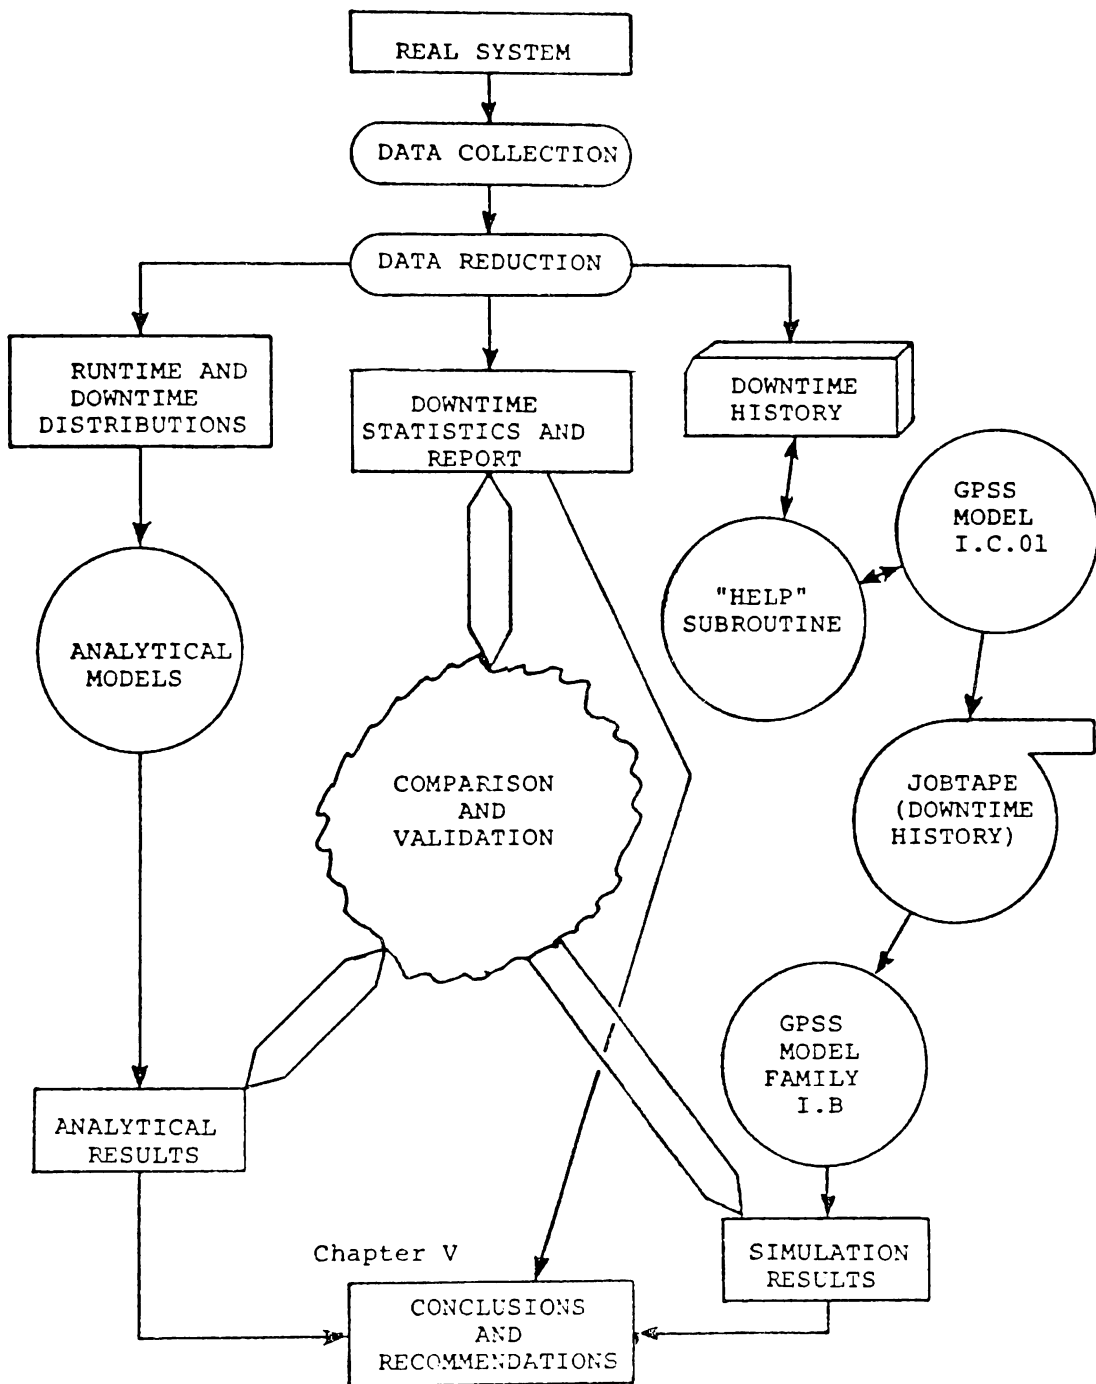 REAL SYSTEM
DATA COLLECTION
DATA REDUCTION
RUNTIME AND
DOWNTIME
DISTRIBUTIONS
DOWNTIME
STATISTICS AND
REPORT
DOWNTIME
HISTORY
GPSS
MODEL
I.C.01
"HELP"
SUBROUTINE
ANALYTICAL
MODELS
COMPARISON
AND
VALIDATION
JOBTAPE
(DOWNTIME
HISTORY)
GPSS
MODEL
FAMILY
I.B
ANALYTICAL
RESULTS
SIMULATION
RESULTS
Chapter V
CONCLUSIONS
AND
RECOMMENDATIONS